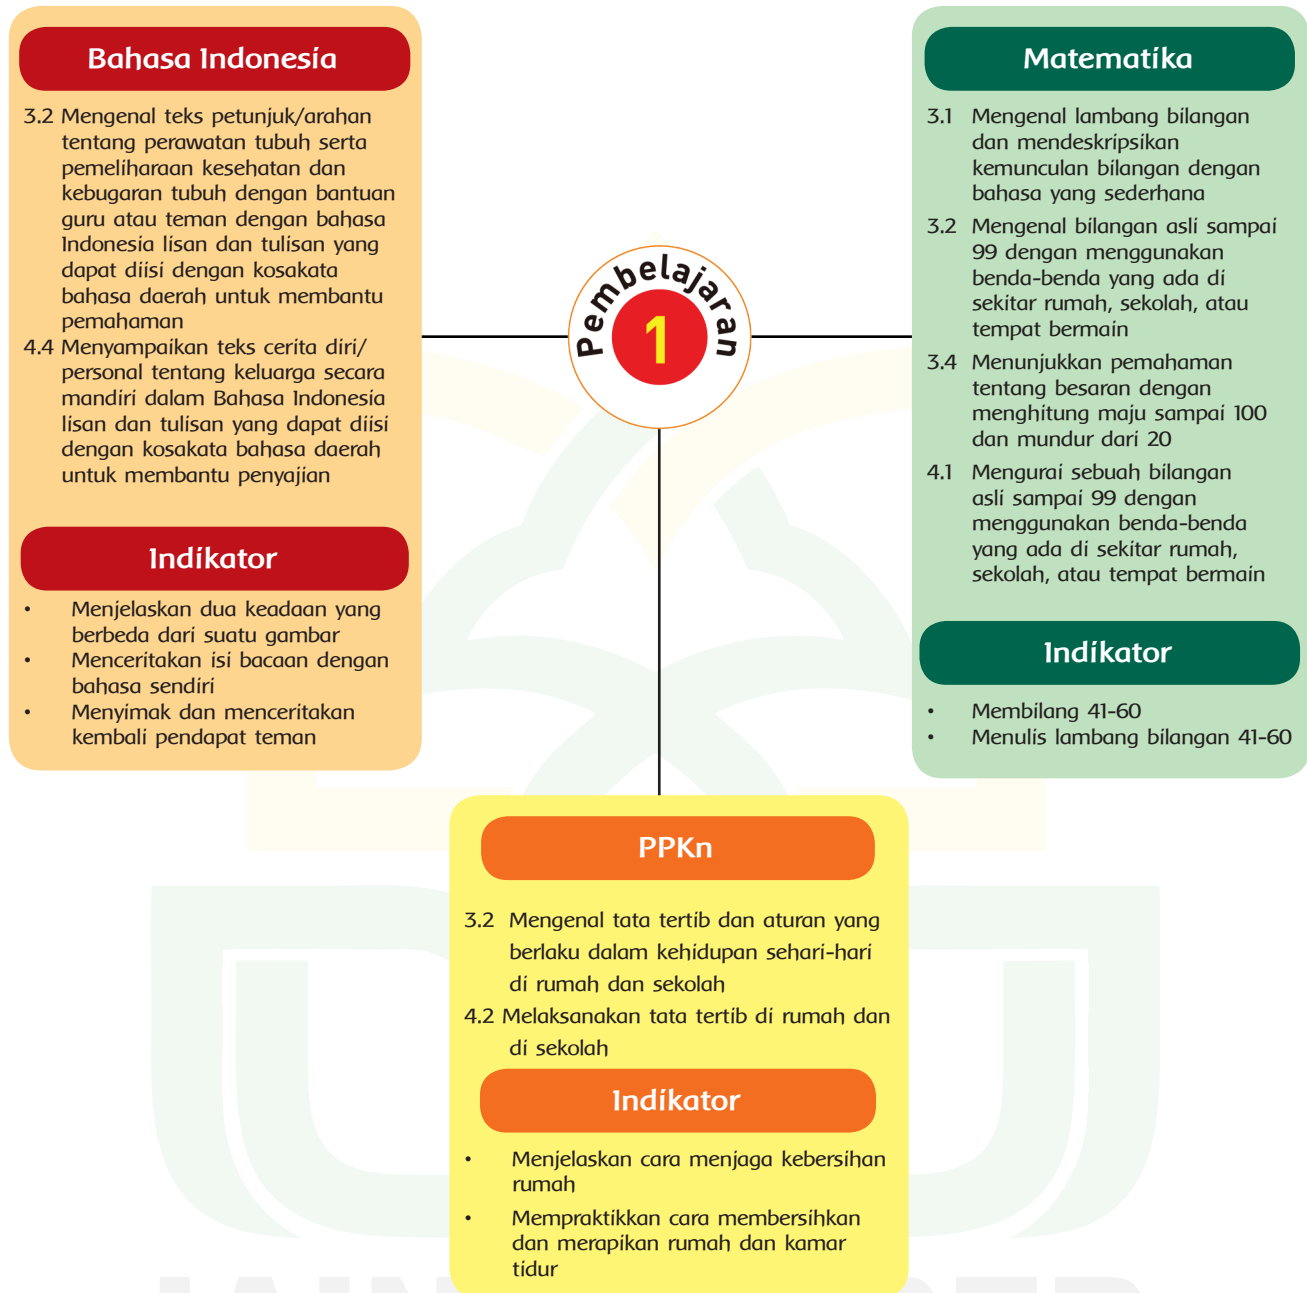 Bahasa Indonesia
3.2 Mengenal teks petunjuk/arahan
tentang perawatan tubuh serta
pemeliharaan kesehatan dan
kebugaran tubuh dengan bantuan
guru atau teman dengan bahasa
Indonesia lisan dan tulisan yang
dapat diisi dengan kosakata
bahasa daerah untuk membantu
pemahaman
4.4 Menyampaikan teks cerita diri/
personal tentang keluarga secara
mandiri dalam Bahasa Indonesia
lisan dan tulisan yang dapat diisi
dengan kosakata bahasa daerah
untuk membantu penyajian
Indikator
• Menjelaskan dua keadaan yang
berbeda dari suatu gambar
• Menceritakan isi bacaan dengan
bahasa sendiri
• Menyimak dan menceritakan
kembali pendapat teman
Pembelajaran
1
Matematika
3.1 Mengenal lambang bilangan
dan mendeskripsikan
kemunculan bilangan dengan
bahasa yang sederhana
3.2 Mengenal bilangan asli sampai
99 dengan menggunakan
benda-benda yang ada di
sekitar rumah, sekolah, atau
tempat bermain
3.4 Menunjukkan pemahaman
tentang besaran dengan
menghitung maju sampai 100
dan mundur dari 20
4.1 Mengurai sebuah bilangan
asli sampai 99 dengan
menggunakan benda-benda
yang ada di sekitar rumah,
sekolah, atau tempat bermain
Indikator
• Membilang 41-60
• Menulis lambang bilangan 41-60
PPKn
3.2 Mengenal tata tertib dan aturan yang
berlaku dalam kehidupan sehari-hari
di rumah dan sekolah
4.2 Melaksanakan tata tertib di rumah dan
di sekolah
Indikator
• Menjelaskan cara menjaga kebersihan
rumah
• Mempraktikkan cara membersihkan
dan merapikan rumah dan kamar
tidur